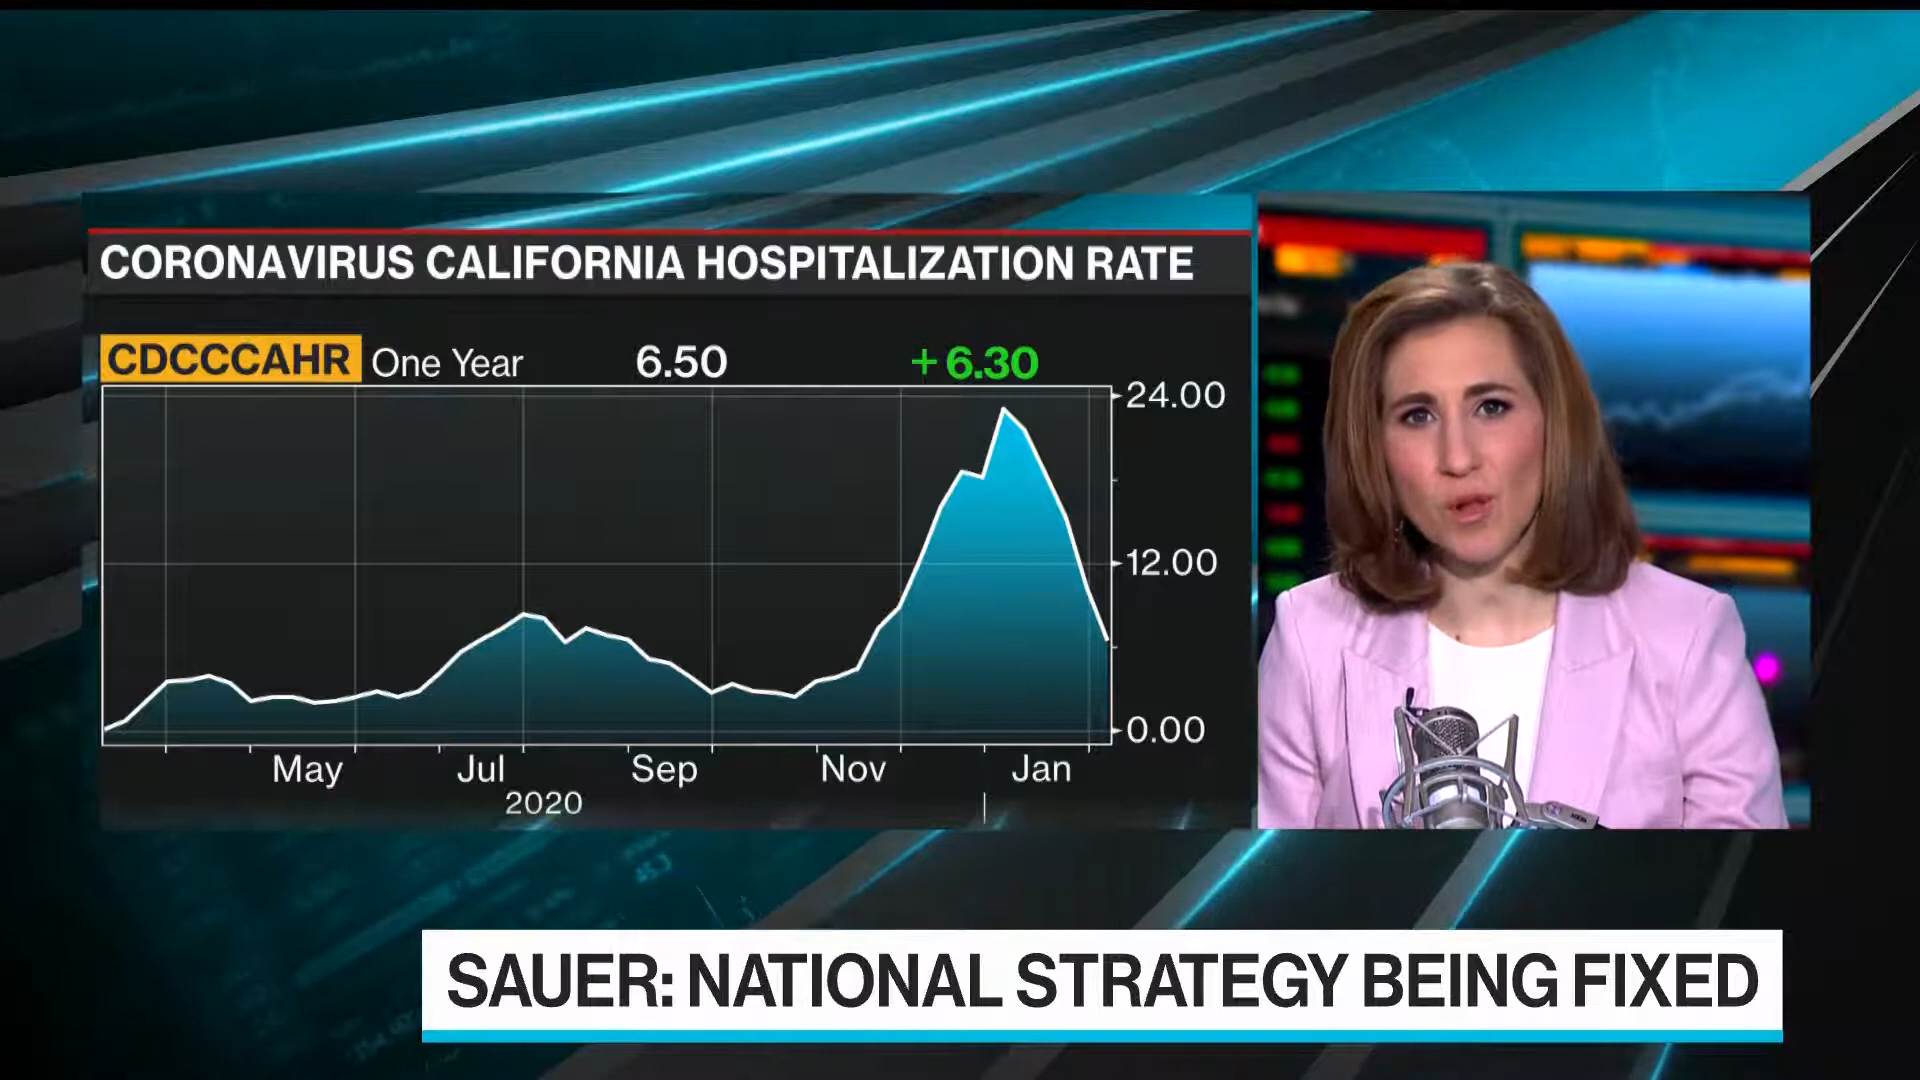 CORONAVIRUS CALIFORNIA HOSPITALIZATION RATE
CDCCCAHR One Year 6.50 +6.30
24.00
12.00
0.00
May Jul Sep Nov Jan
2020
SAUER: NATIONAL STRATEGY BEING FIXED